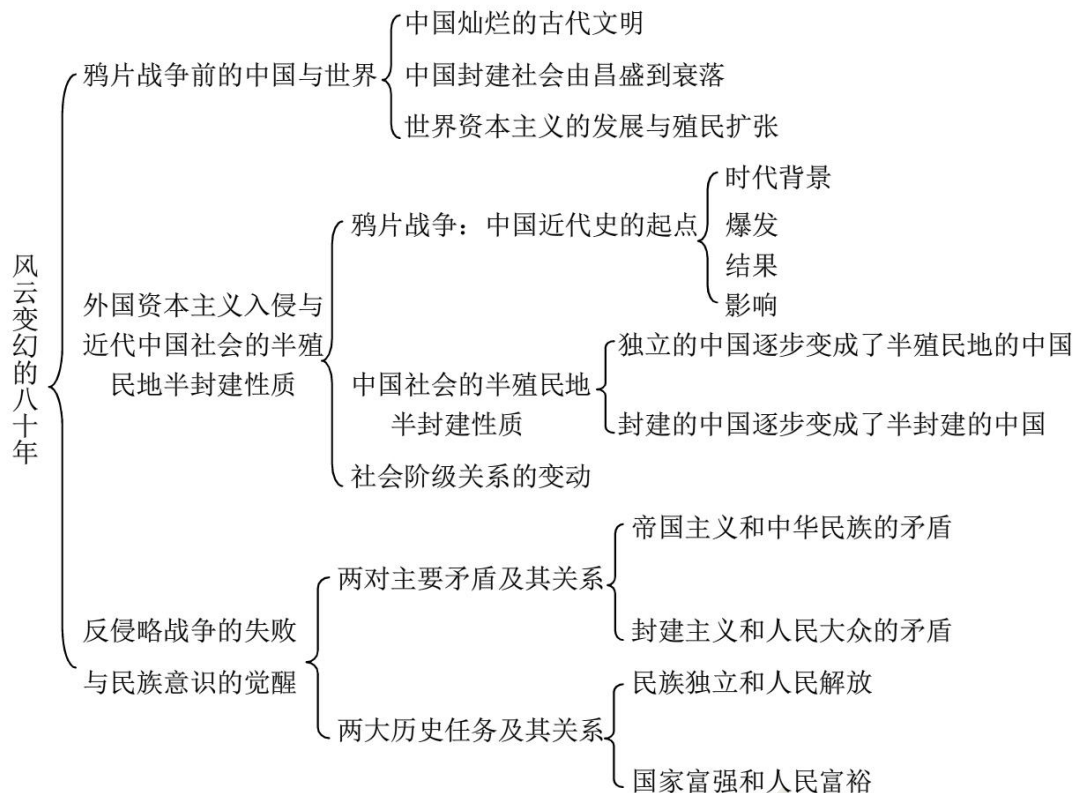 风云变幻的八十年
鸦片战争前的中国与世界
中国灿烂的古代文明
中国封建社会由昌盛到衰落
世界资本主义的发展与殖民扩张
外国资本主义入侵与
近代中国社会的半殖
民地半封建性质
鸦片战争：中国近代史的起点
时代背景
爆发
结果
影响
中国社会的半殖民地
半封建性质
独立的中国逐步变成了半殖民地的中国
封建的中国逐步变成了半封建的中国
社会阶级关系的变动
反侵略战争的失败
与民族意识的觉醒
两对主要矛盾及其关系
帝国主义和中华民族的矛盾
封建主义和人民大众的矛盾
两大历史任务及其关系
民族独立和人民解放
国家富强和人民富裕